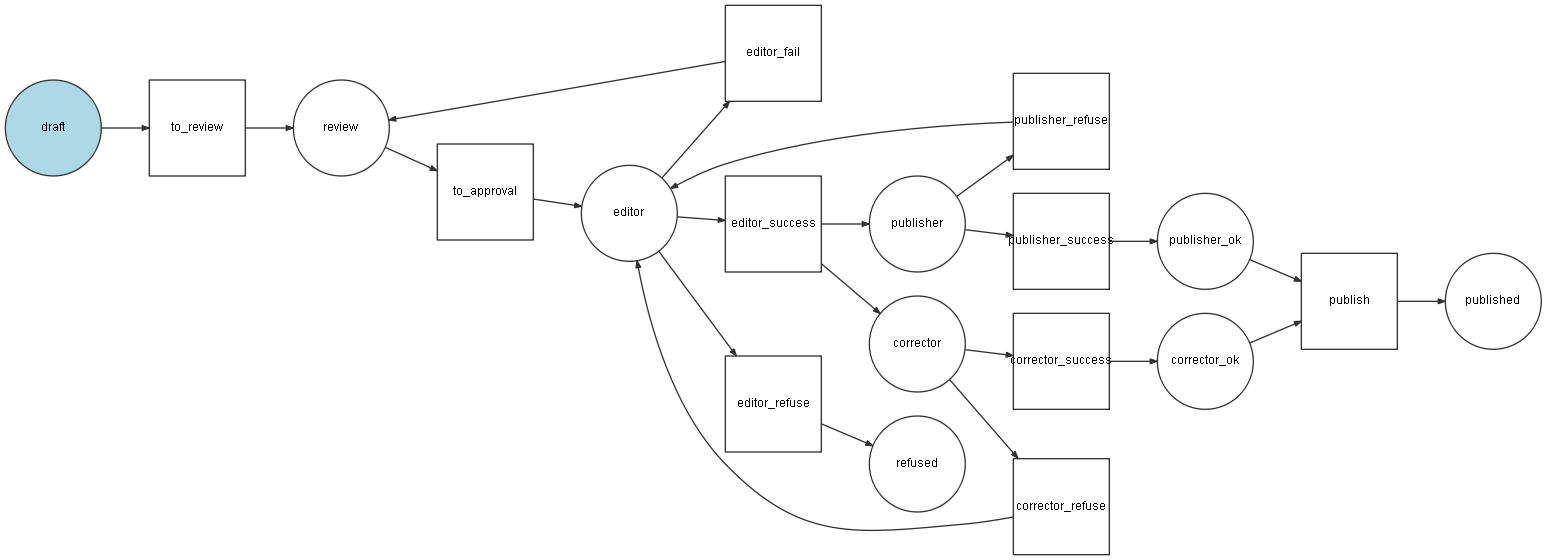 editor_fail
draft
to_review
review
publisher_refuse
to_approval
editor
editor_success
publisher
publisher_success
publisher_ok
publish
published
corrector
corrector_success
corrector_ok
editor_refuse
refused
corrector_refuse